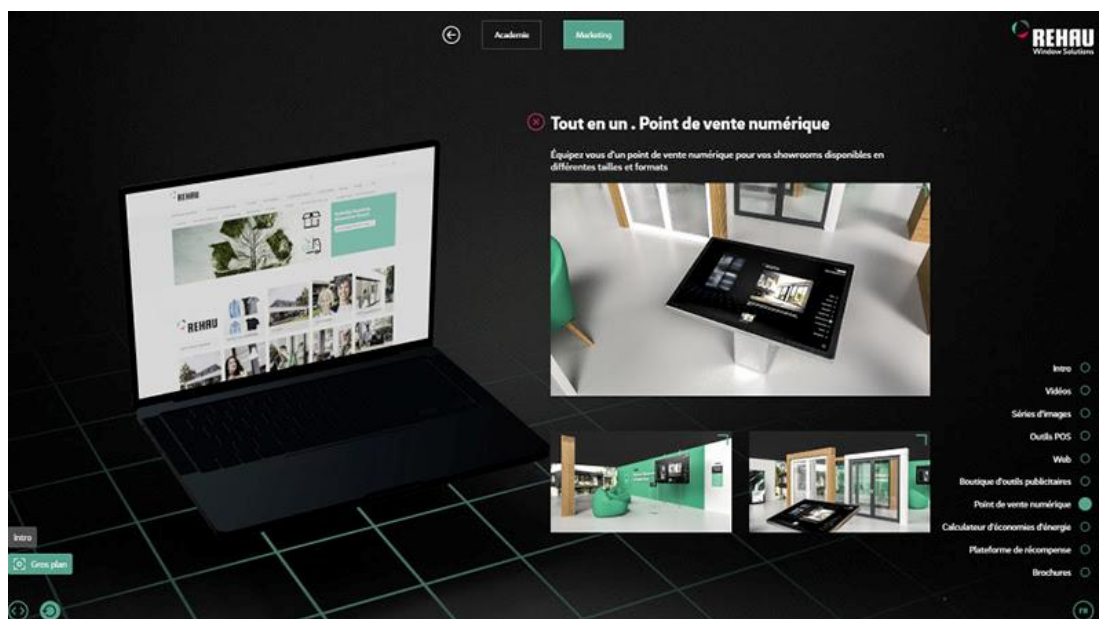 Academie
Marketing
REHAU
Window Solutions
Tout en un . Point de vente numérique
Équipez vous d'un point de vente numérique pour vos showrooms disponibles en
différentes tailles et formats
REHAU
REHAU
Intro
Vidéos
Séries d'images
Outils POS
Web
Boutique d'outils publicitaires
Point de vente numérique
Calculateur d'économies d'énergie
Plateforme de récompense
Brochures
Intro
Gros plan
FR